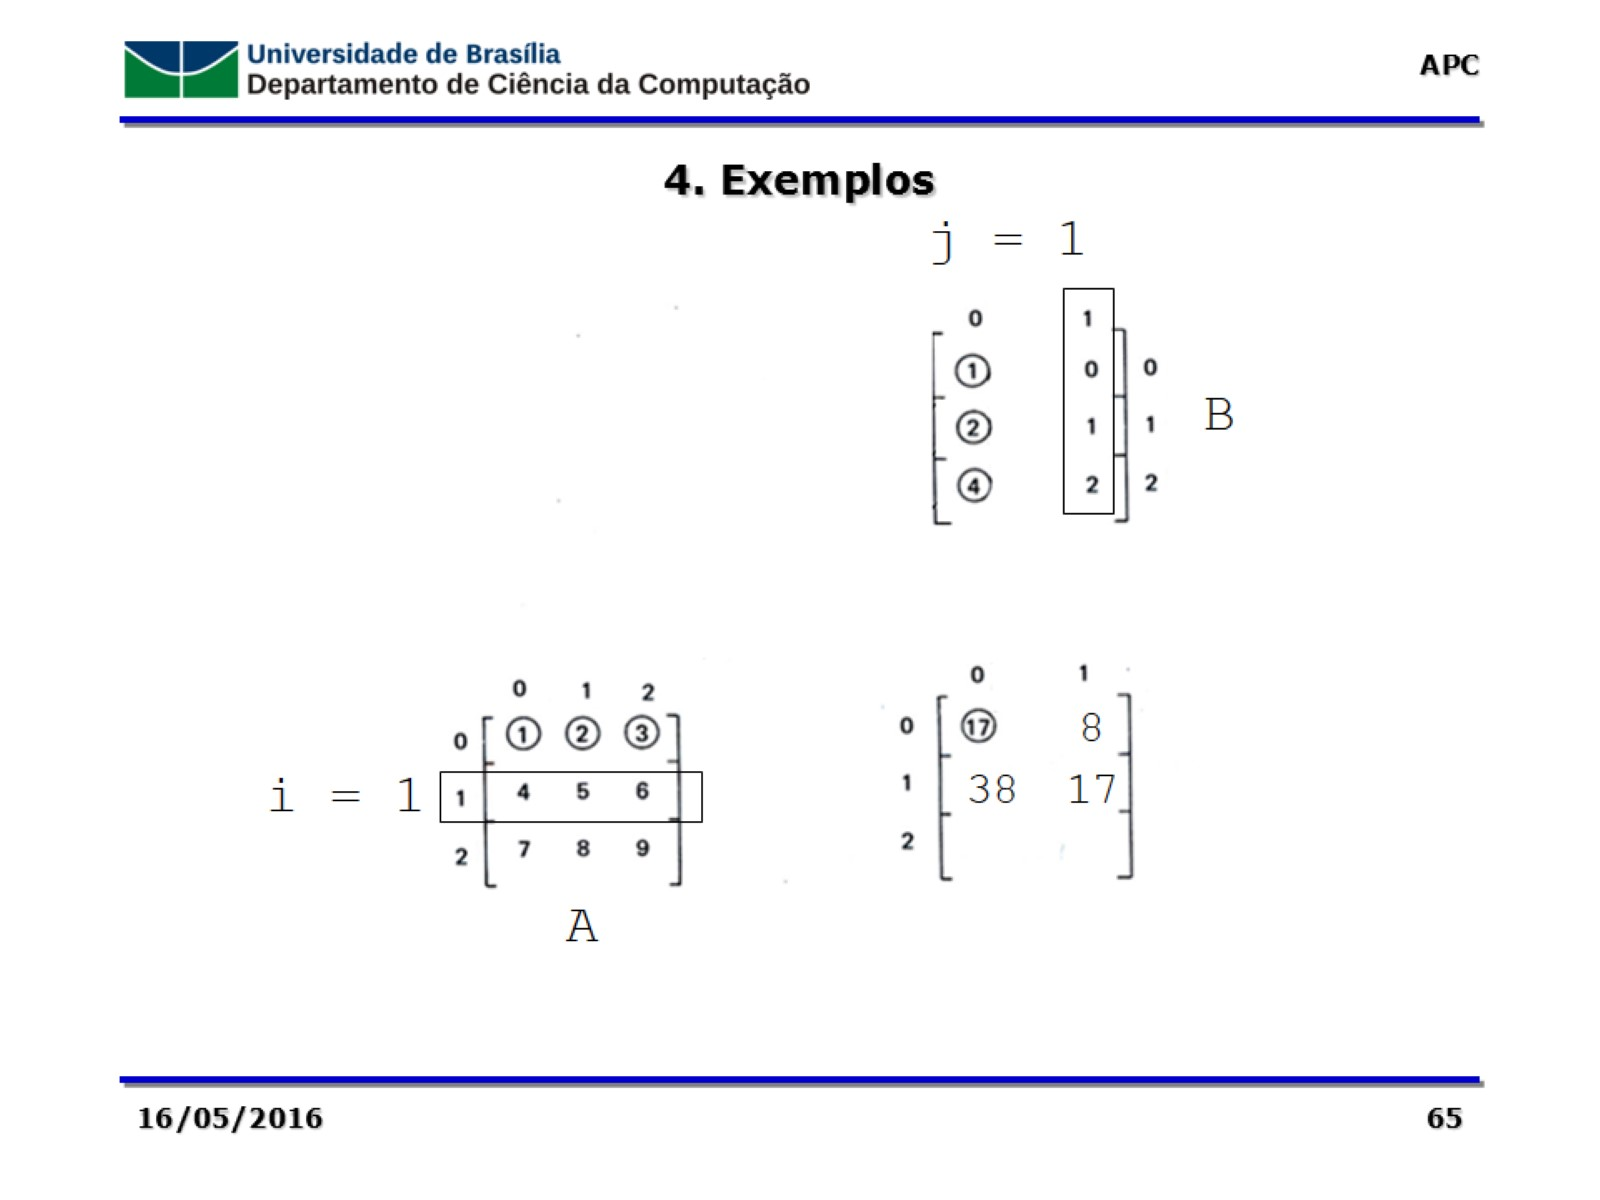 Universidade de Brasília
Departamento de Ciência da Computação
APC
4. Exemplos
j = 1
0 1
1 0 0
2 1 1
4 2 2
B
0 1 2
0 1 2 3
i = 1 1 4 5 6
2 7 8 9
A
0 1
0 17 8
1 38 17
2
16/05/2016
65